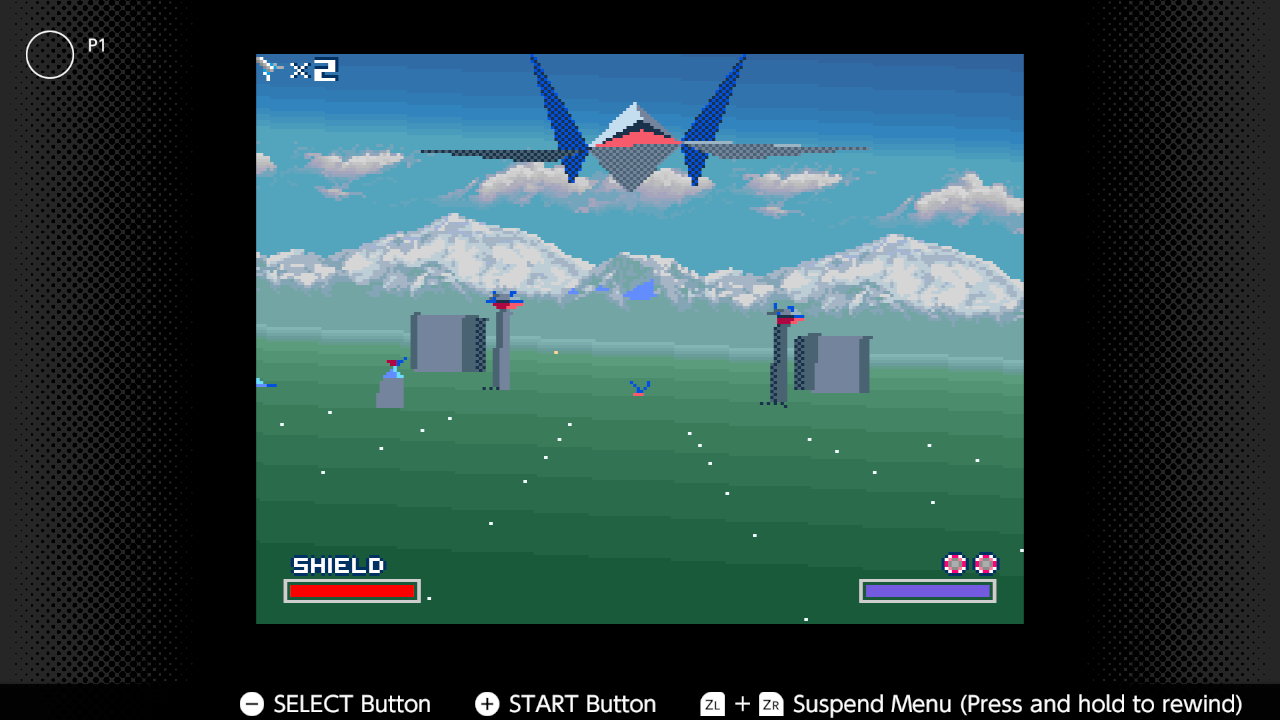 P1
×2
SHIELD
− SELECT Button + START Button ZL + ZR Suspend Menu (Press and hold to rewind)